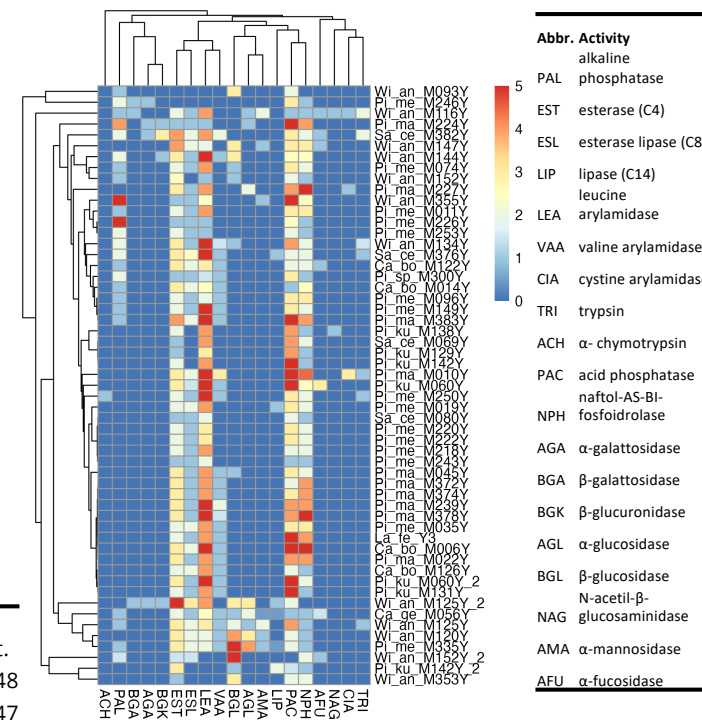 Wi_an_M093Y
Pi_me_M246Y
Wi_an_M116Y
Pi_ma_M224Y
Sa_ce_M382Y
Wi_an_M147Y
Wi_an_M144Y
Pi_me_M074Y
Wi_an_M152Y
Pi_ma_M227Y
Wi_an_M355Y
Pi_me_M011Y
Pi_me_M226Y
Pi_me_M253Y
Wi_an_M134Y
Sa_ce_M376Y
Ca_bo_M122Y
Pi_sp_M300Y
Ca_bo_M014Y
Pi_me_M096Y
Pi_me_M149Y
Pi_ma_M383Y
Pi_ku_M138Y
Sa_ce_M069Y
Pi_ku_M129Y
Pi_ku_M142Y
Pi_ma_M010Y
Pi_ku_M060Y
Pi_me_M250Y
Pi_me_M019Y
Sa_ce_M080Y
Pi_me_M220Y
Pi_me_M222Y
Pi_me_M218Y
Pi_me_M243Y
Pi_ma_M045Y
Pi_ma_M372Y
Pi_ma_M374Y
Pi_ma_M239Y
Pi_ma_M378Y
Pi_me_M035Y
La_fe_Y3
Ca_bo_M006Y
Pi_ma_M022Y
Ca_bo_M126Y
Pi_ku_M060Y_2
Pi_ku_M131Y
Wi_an_M125Y_2
Ca_ge_M056Y
Wi_an_M125Y
Wi_an_M120Y
Pi_me_M335Y
Wi_an_M152Y_2
Pi_ku_M142Y_2
Wi_an_M353Y
ACH PAL BGA AGA BGK EST ESL LEA VAA BGL AGL AMA LIP PAC NPH AFU NAG CIA TRI
5
4
3
2
1
0
Abbr. Activity
alkaline
PAL phosphatase
EST esterase (C4)
ESL esterase lipase (C8
LIP lipase (C14)
leucine
LEA arylamidase
VAA valine arylamidase
CIA cystine arylamidas
TRI trypsin
ACH α- chymotrypsin
PAC acid phosphatase
naftol-AS-BI-
NPH fosfoidrolase
AGA α-galattosidase
BGA β-galattosidase
BGK β-glucuronidase
AGL α-glucosidase
BGL β-glucosidase
N-acetil-β-
NAG glucosaminidase
AMA α-mannosidase
AFU α-fucosidase
t.
48
47